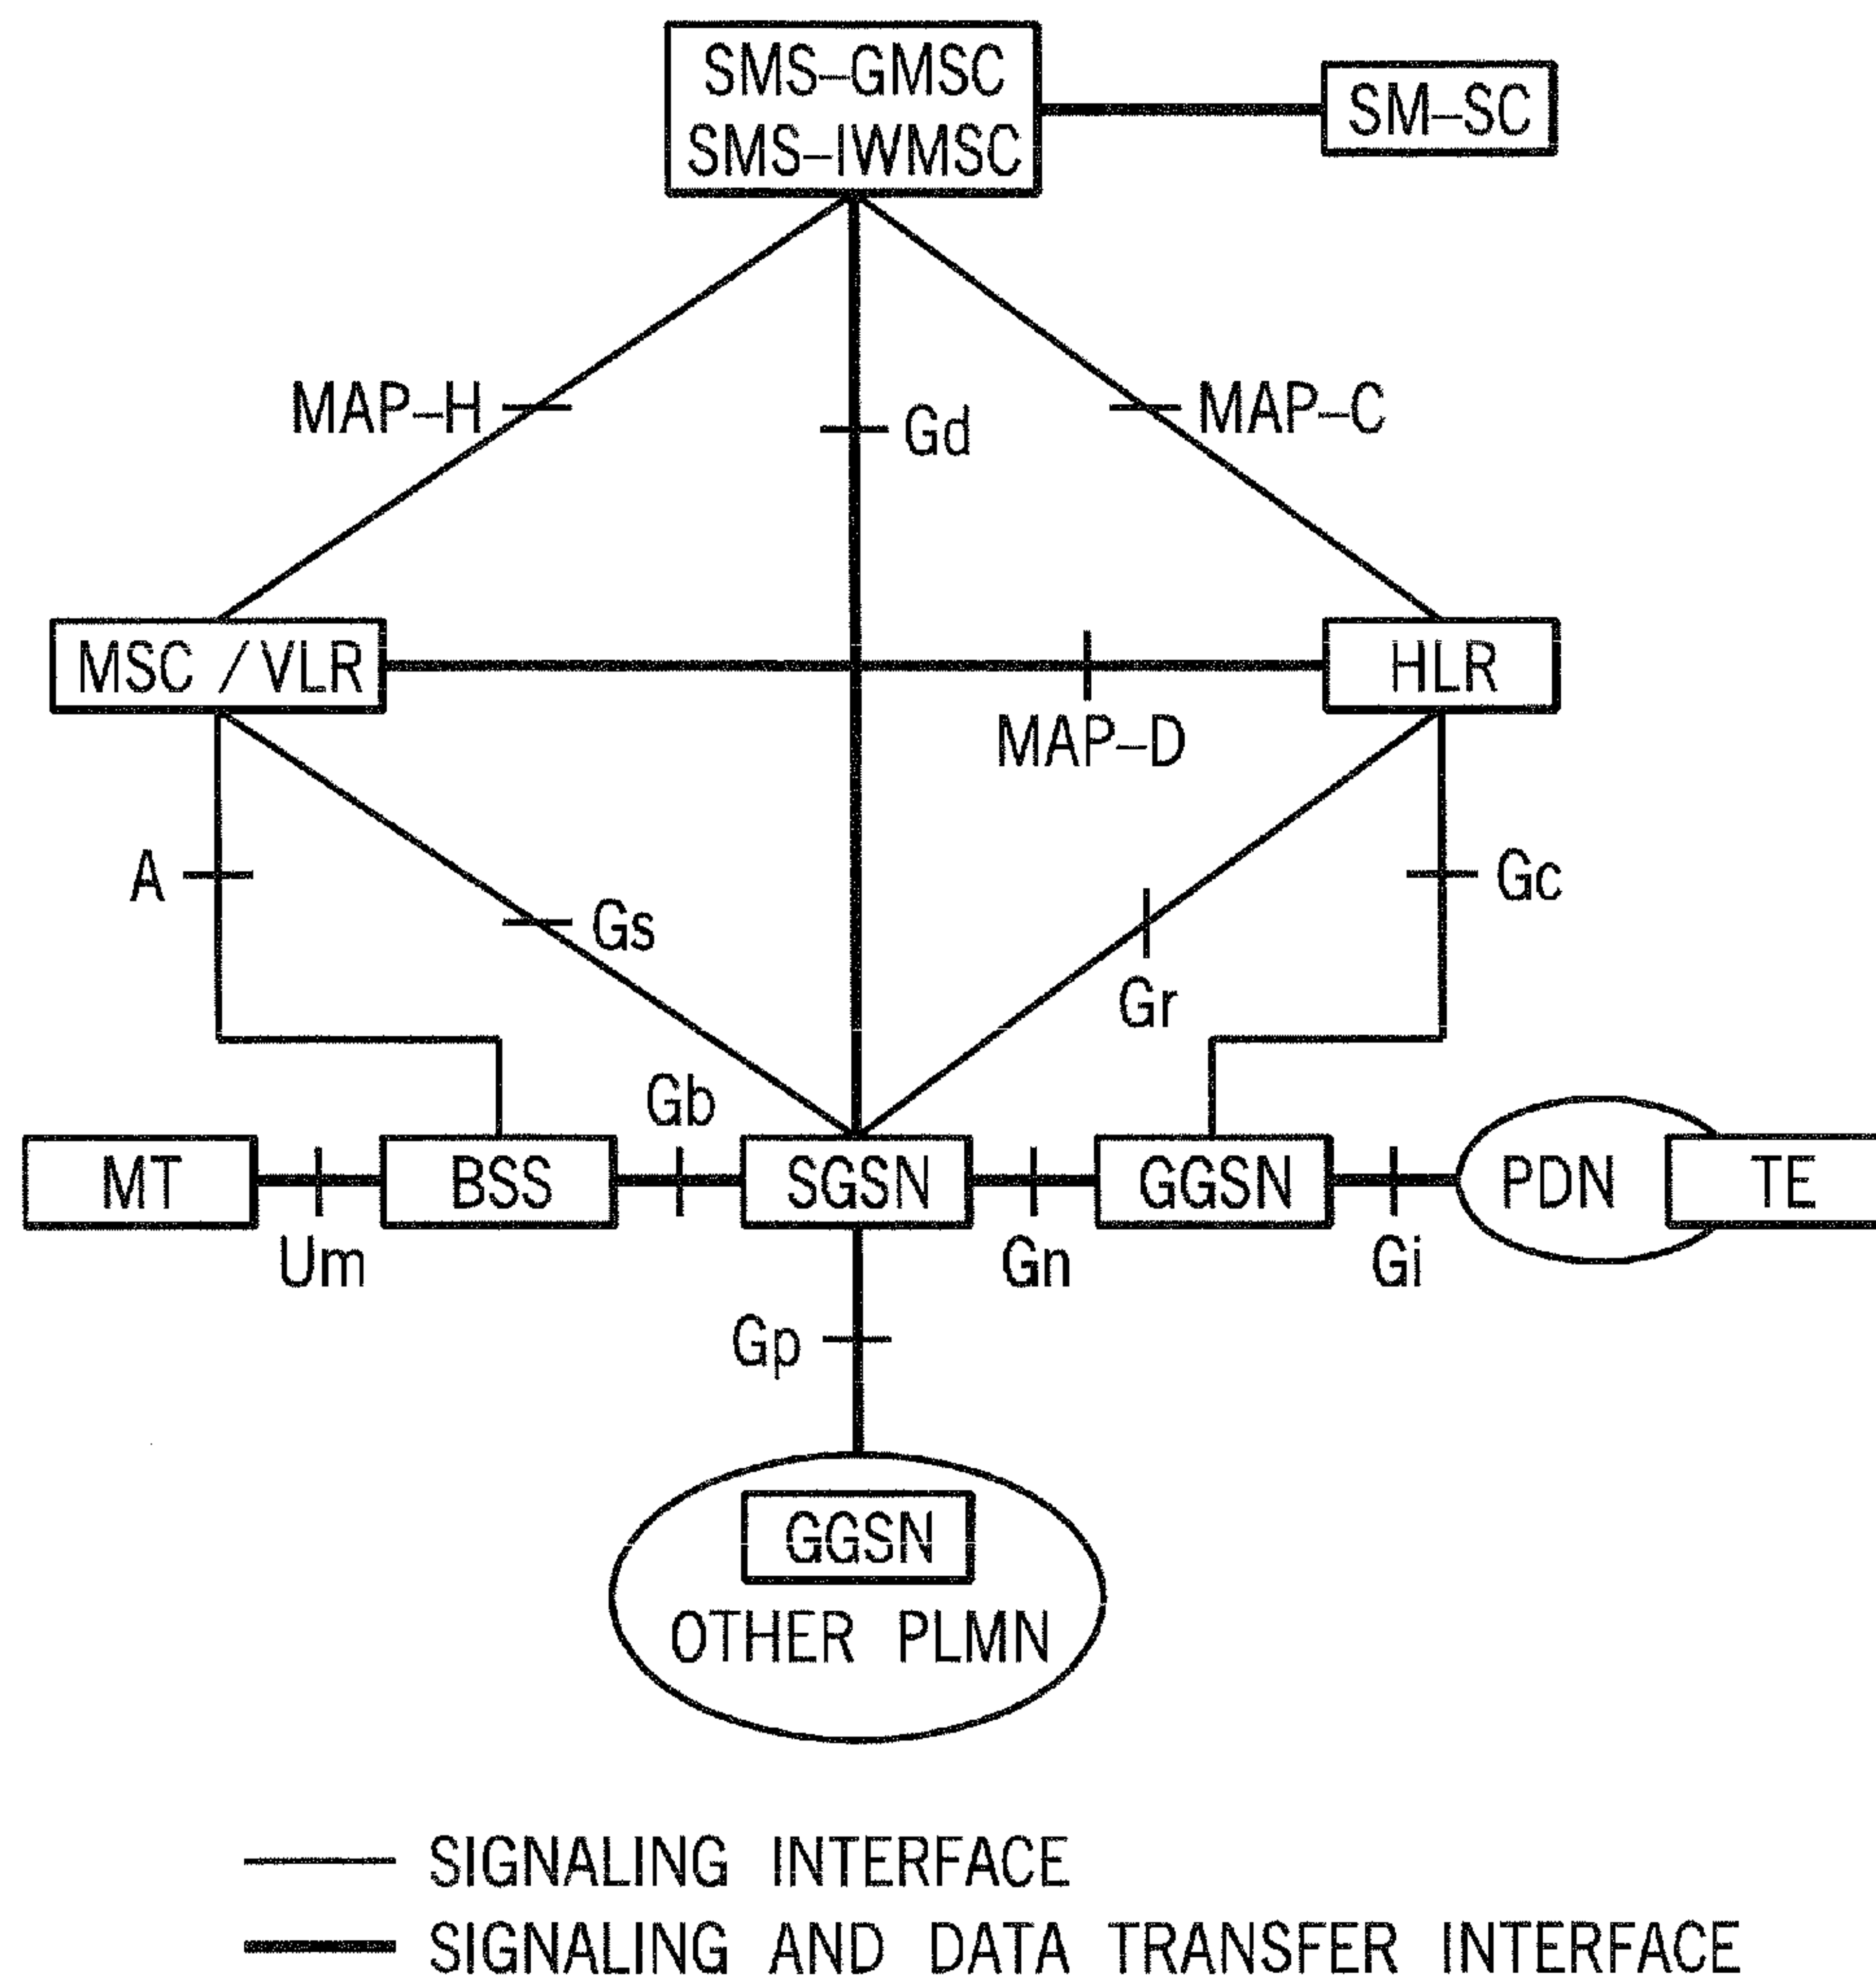 SMS–GMSC
SMS–IWMSC
SM–SC
MAP–H
Gd
MAP–C
MSC / VLR
HLR
MAP–D
A
Gs
Gr
Gc
Gb
MT
BSS
SGSN
GGSN
PDN
TE
Um
Gn
Gi
Gp
GGSN
OTHER PLMN
SIGNALING INTERFACE
SIGNALING AND DATA TRANSFER INTERFACE